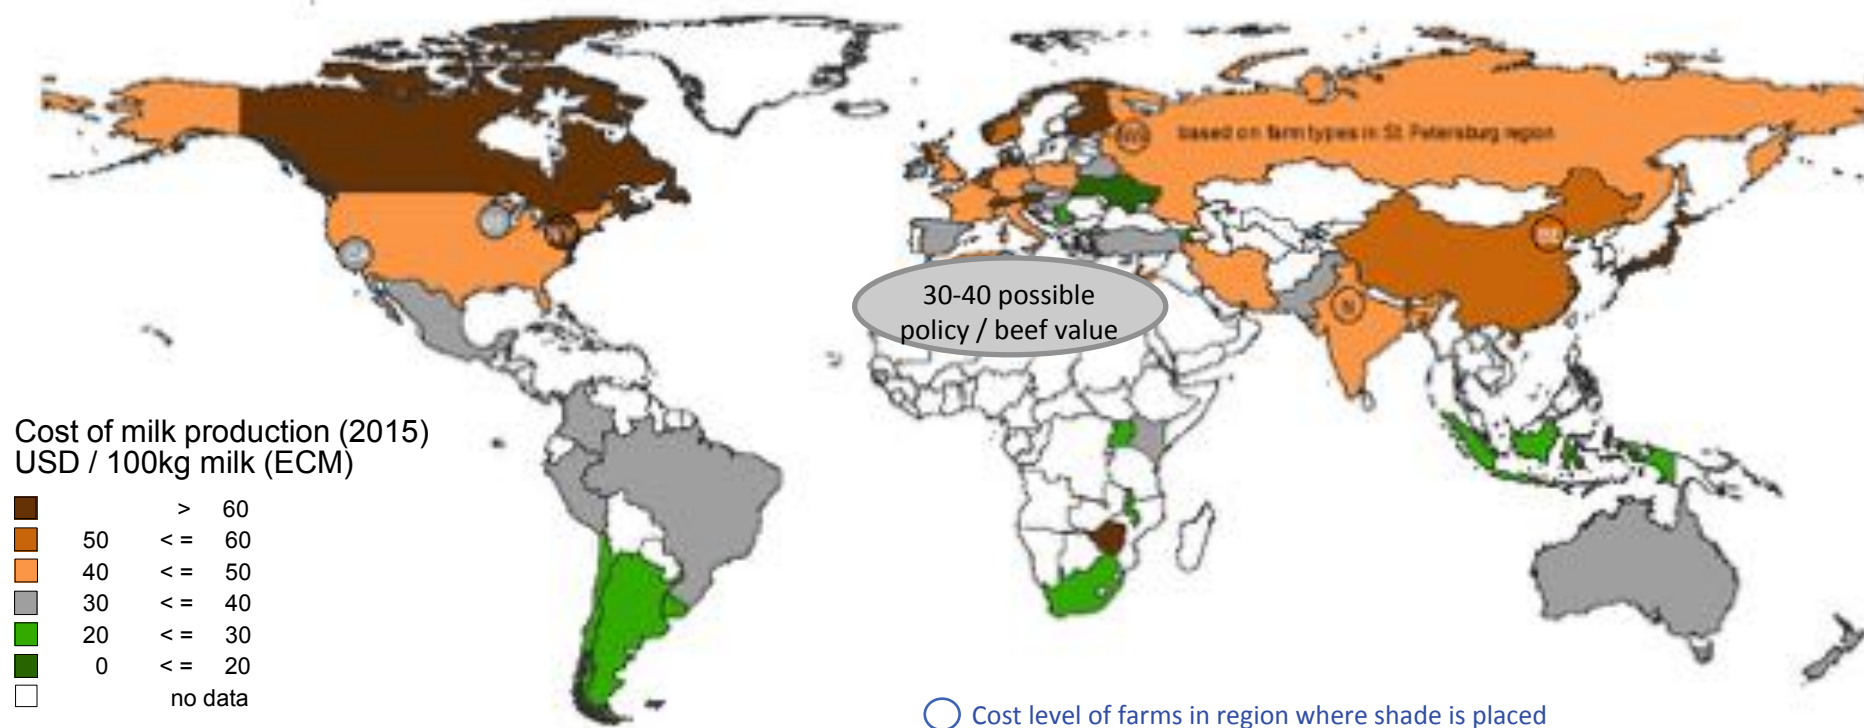 based on farm types in St. Petersburg region
30-40 possible
policy / beef value
Cost of milk production (2015)
USD / 100kg milk (ECM)
> 60
50 < = 60
40 < = 50
30 < = 40
20 < = 30
0 < = 20
no data
Cost level of farms in region where shade is placed